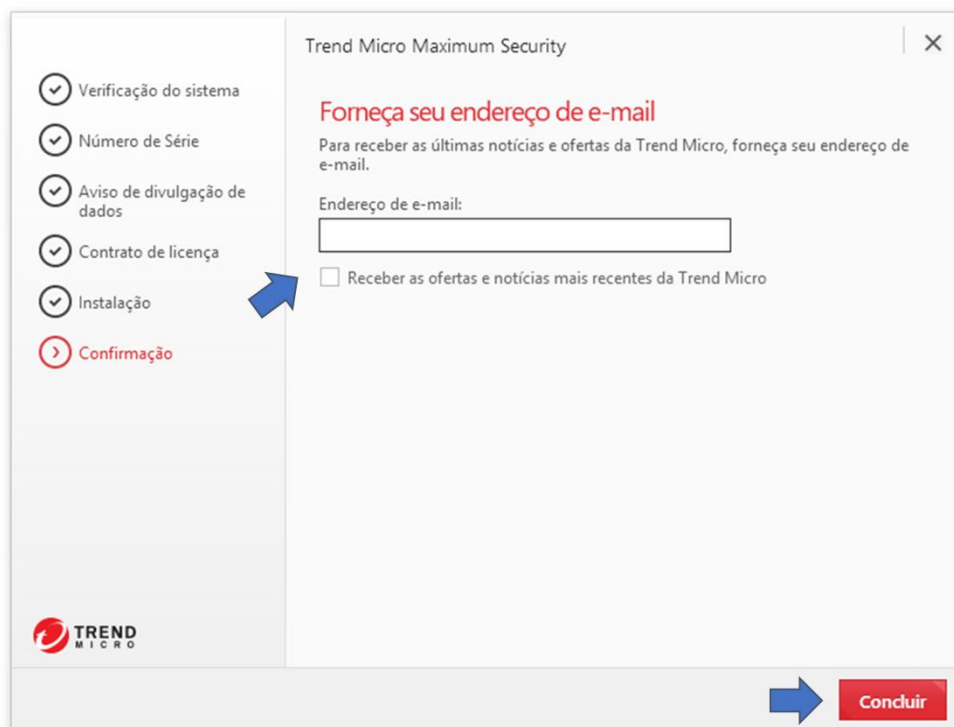 Trend Micro Maximum Security
Verificação do sistema
Número de Série
Aviso de divulgação de
dados
Contrato de licença
Instalação
Confirmação
Forneça seu endereço de e-mail
Para receber as últimas notícias e ofertas da Trend Micro, forneça seu endereço de
e-mail.
Endereço de e-mail:
Receber as ofertas e notícias mais recentes da Trend Micro
TREND
MICRO
Concluir